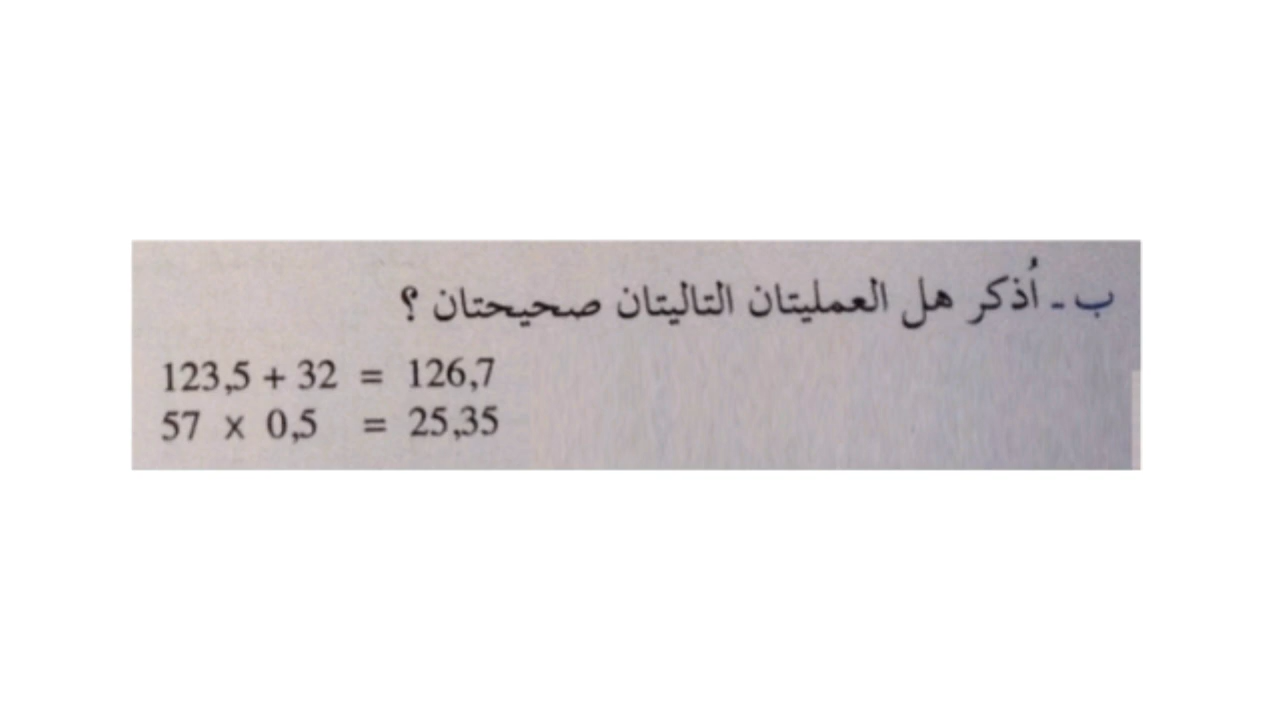 ب - أُذكر هل العمليتان التاليتان صحيحتان ؟
123,5 + 32 = 126,7
57 x 0,5 = 25,35